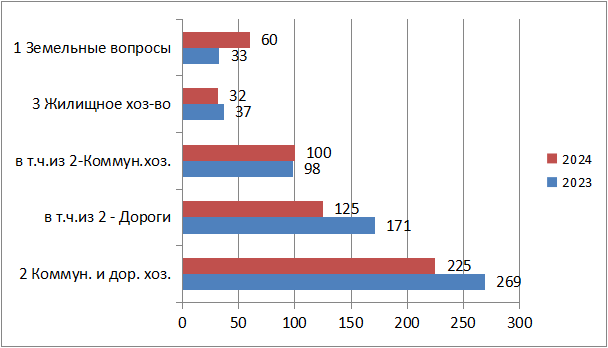 1 Земельные вопросы
60
33
3 Жилищное хоз-во
32
37
в т.ч.из 2-Коммун.хоз.
100
98
в т.ч.из 2 - Дороги
125
171
2 Коммун. и дор. хоз.
225
269
2024
2023
0 50 100 150 200 250 300